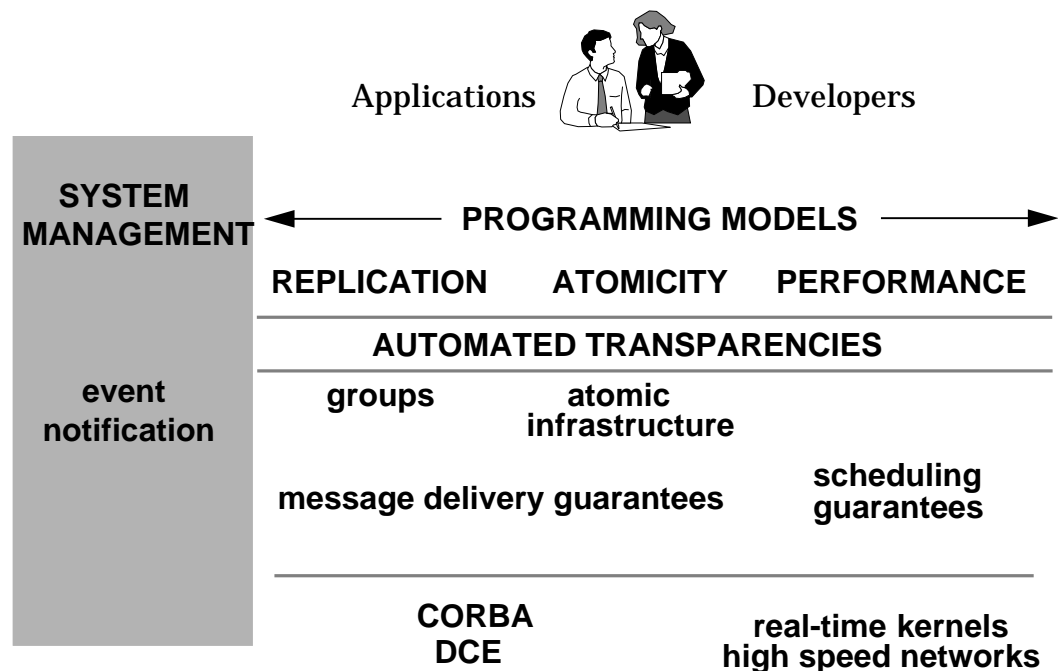 Applications Developers
SYSTEM
MANAGEMENT
PROGRAMMING MODELS
REPLICATION ATOMICITY PERFORMANCE
AUTOMATED TRANSPARENCIES
event
notification
groups
atomic
infrastructure
message delivery guarantees
scheduling
guarantees
CORBA
DCE
real-time kernels
high speed networks